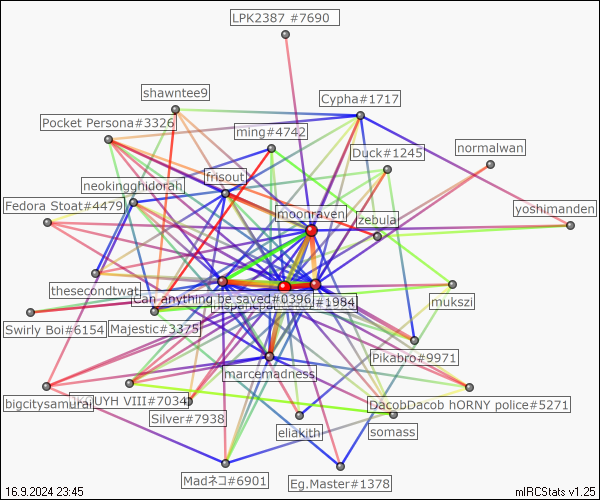 LPK2387 #7690
shawntee9
Cypha#1717
Pocket Persona#3326
ming#4742
Duck#1245
normalwan
frisout
neokingghidorah
Fedora Stoat#4479
moonraven
zebula
yoshimanden
thesecondtwat
Can anything be saved#0396
#1984
mukszi
Swirly Boi#6154
Majestic#3375
Pikabro#9971
marcemadness
bigcitysamurai
UYH VIII#7034
DacobDacob hORNY police#5271
Silver#7938
eliakith
somass
Madネコ#6901
Eg.Master#1378
16.9.2024 23:45
mIRCStats v1.25